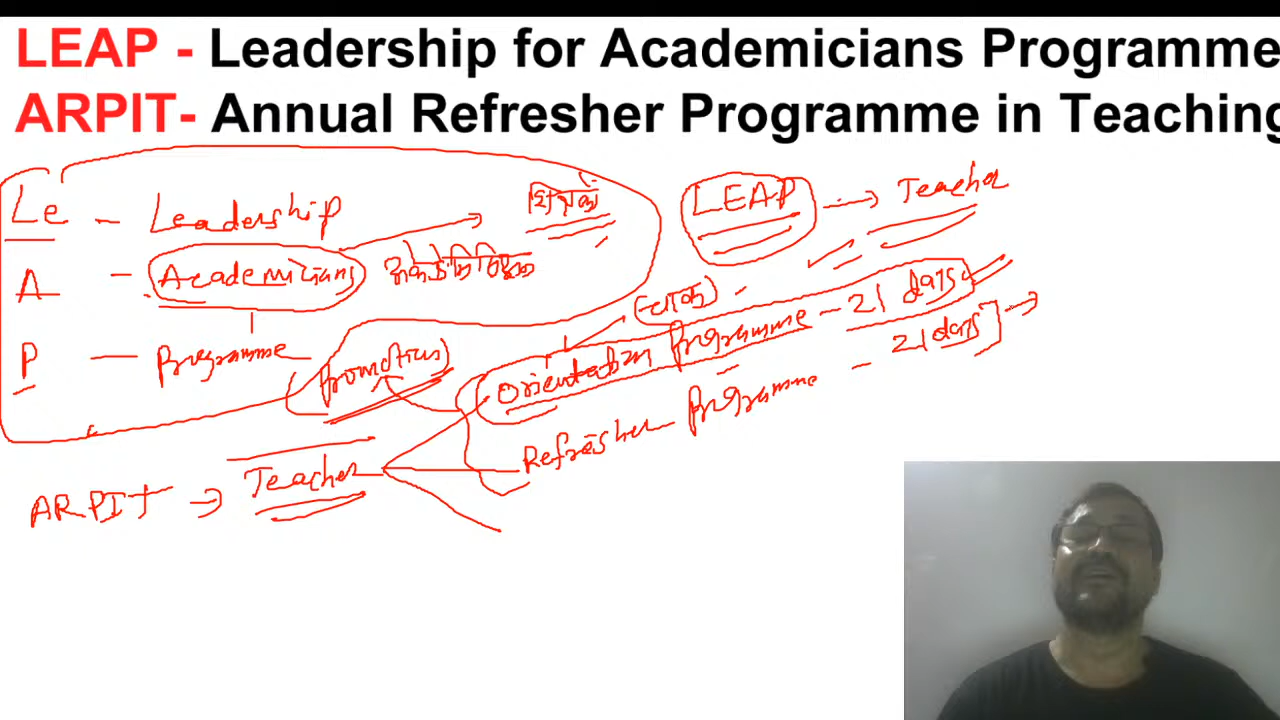 LEAP - Leadership for Academicians Programme
ARPIT- Annual Refresher Programme in Teaching
Le - Leadership
A - Academicians
P - Programme
LEAP → Teacher
Promotion
Orientation Programme - 21 days
Refresher Programme - 21 days
ARPIT → Teacher